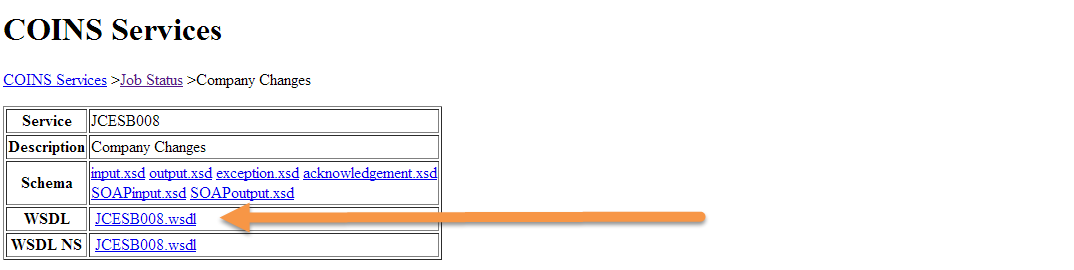 COINS Services
COINS Services >Job Status >Company Changes
Service JCESB008
Description Company Changes
Schema input.xsd output.xsd exception.xsd acknowledgement.xsd
SOAPinput.xsd SOAPoutput.xsd
WSDL JCESB008.wsdl
WSDL NS JCESB008.wsdl